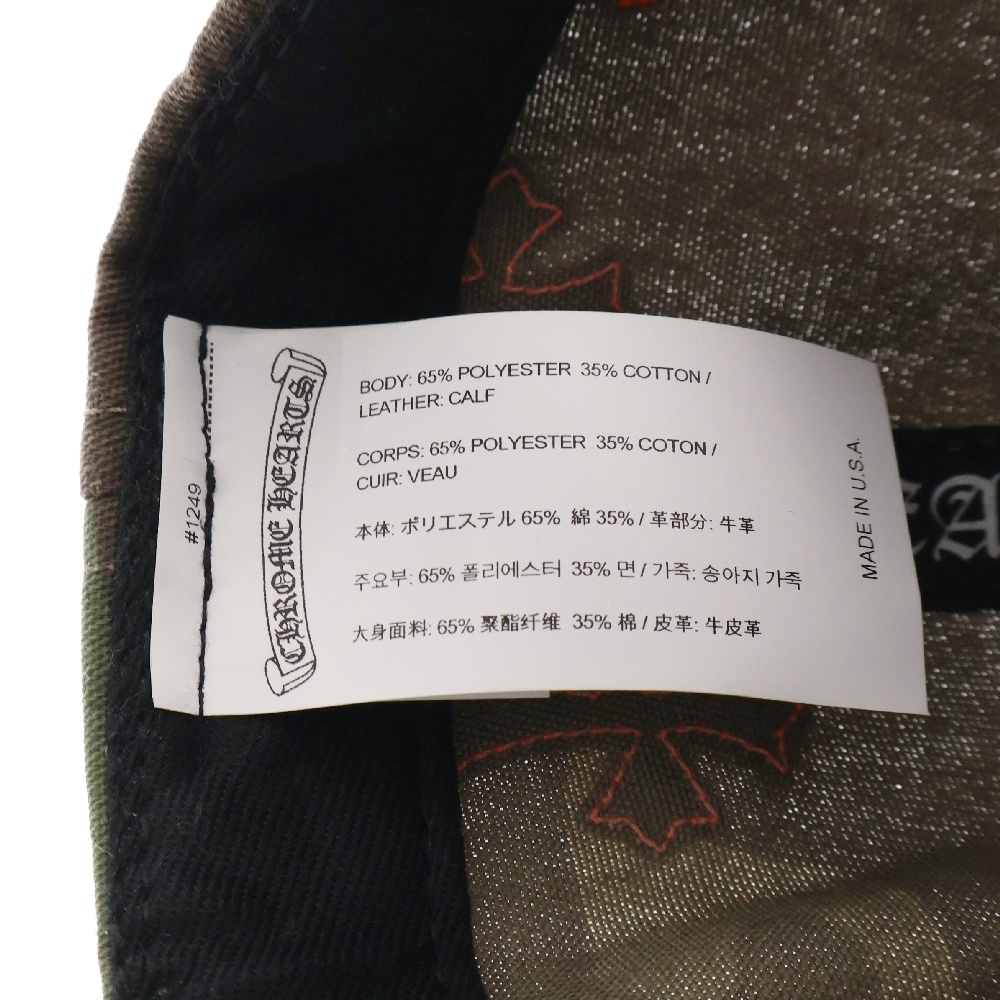 #1249
CHROME HEARTS
BODY: 65% POLYESTER 35% COTTON /
LEATHER: CALF
CORPS: 65% POLYESTER 35% COTON /
CUIR: VEAU
本体: ポリエステル 65% 綿 35% / 革部分: 牛革
주요부: 65% 폴리에스터 35% 면 / 가죽: 송아지 가죽
大身面料: 65% 聚酯纤维 35% 棉 / 皮革: 牛皮革
MADE IN U.S.A.
EA